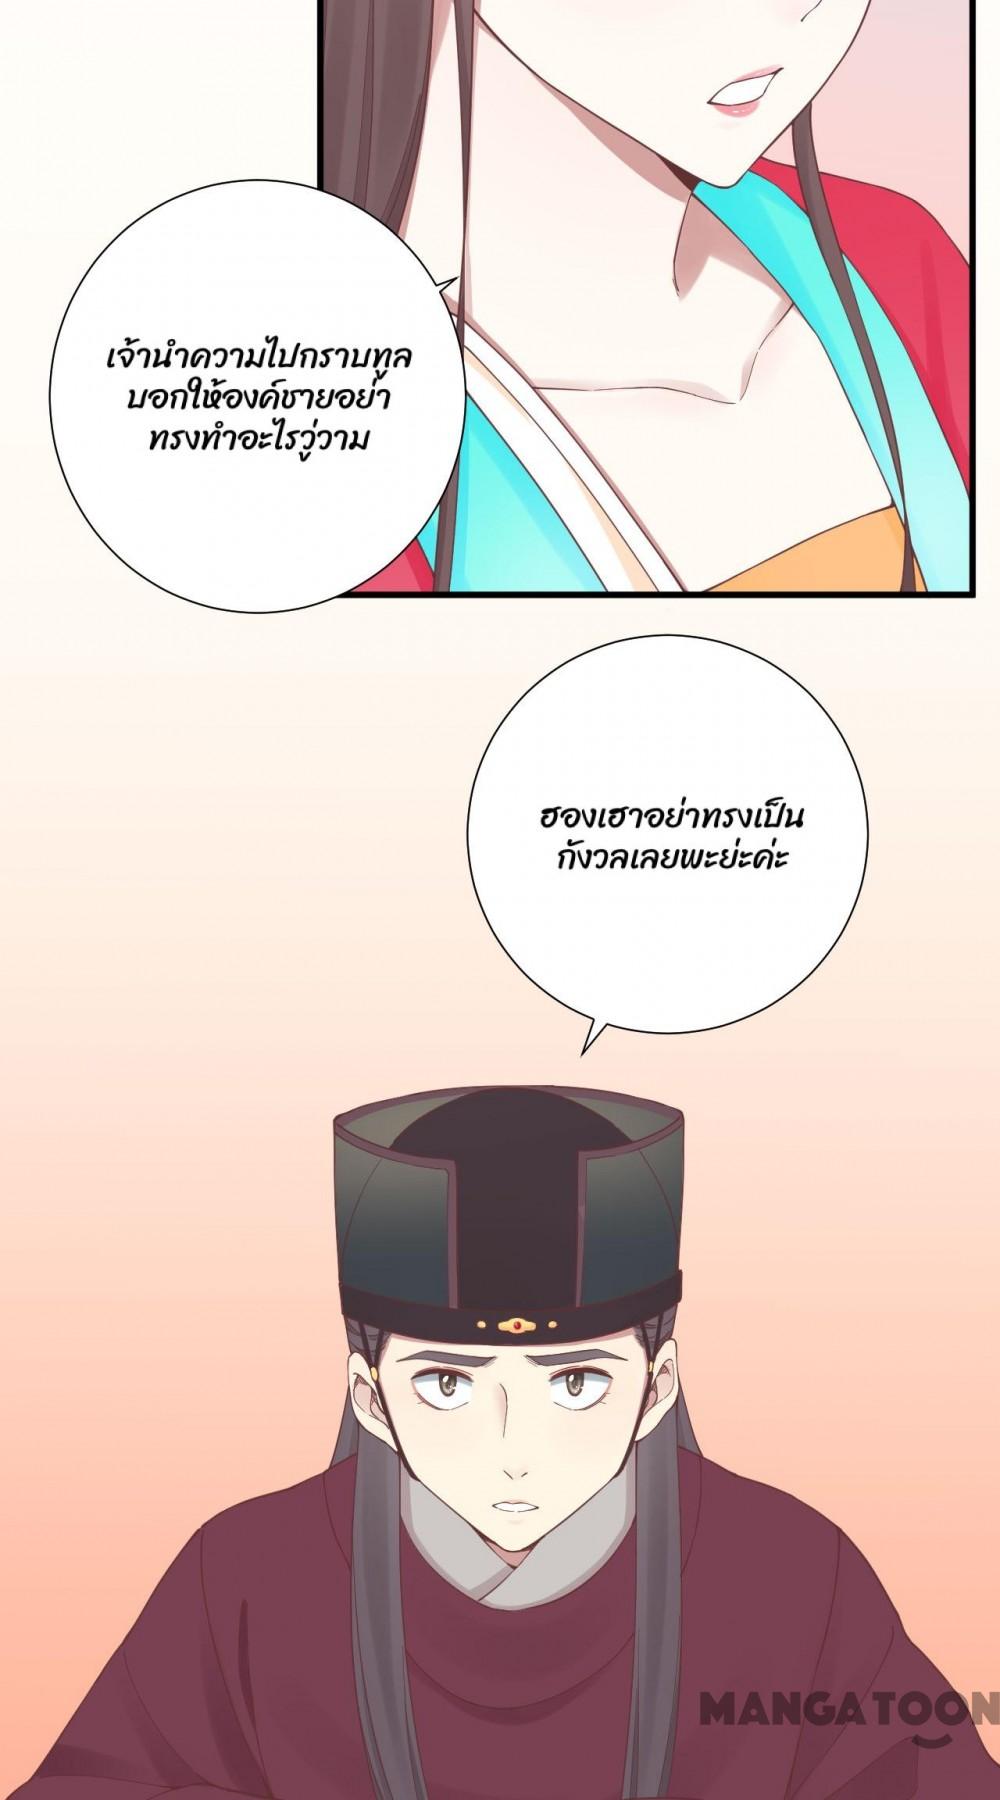 เจ้านำความไปกราบทูล
บอกให้องค์ชายอย่า
ทรงทำอะไรวู่วาม
ฮองเฮาอย่าทรงเป็น
กังวลเลยพะย่ะค่ะ
MANGATOON